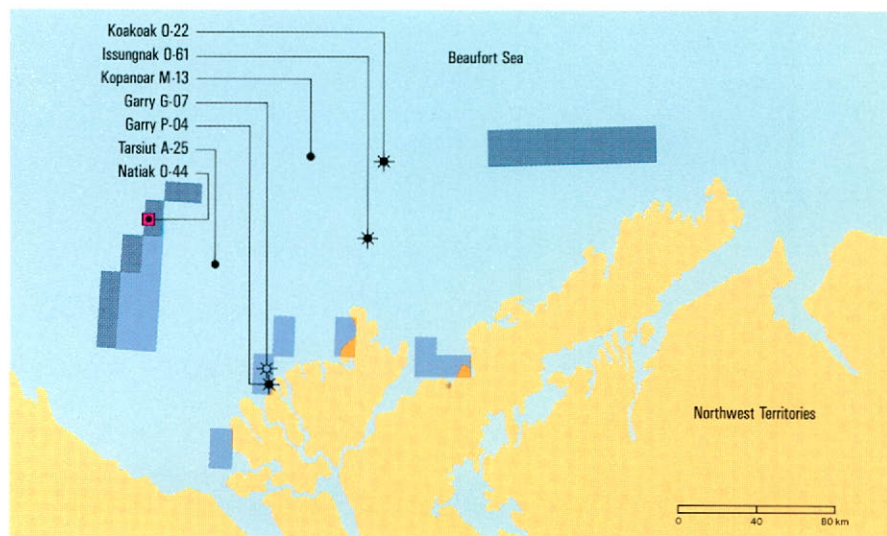 Koakoak O-22
Issungnak O-61
Kopanoar M-13
Garry G-07
Garry P-04
Tarsiut A-25
Natiak O-44
Beaufort Sea
Northwest Territories
0 40 80 km